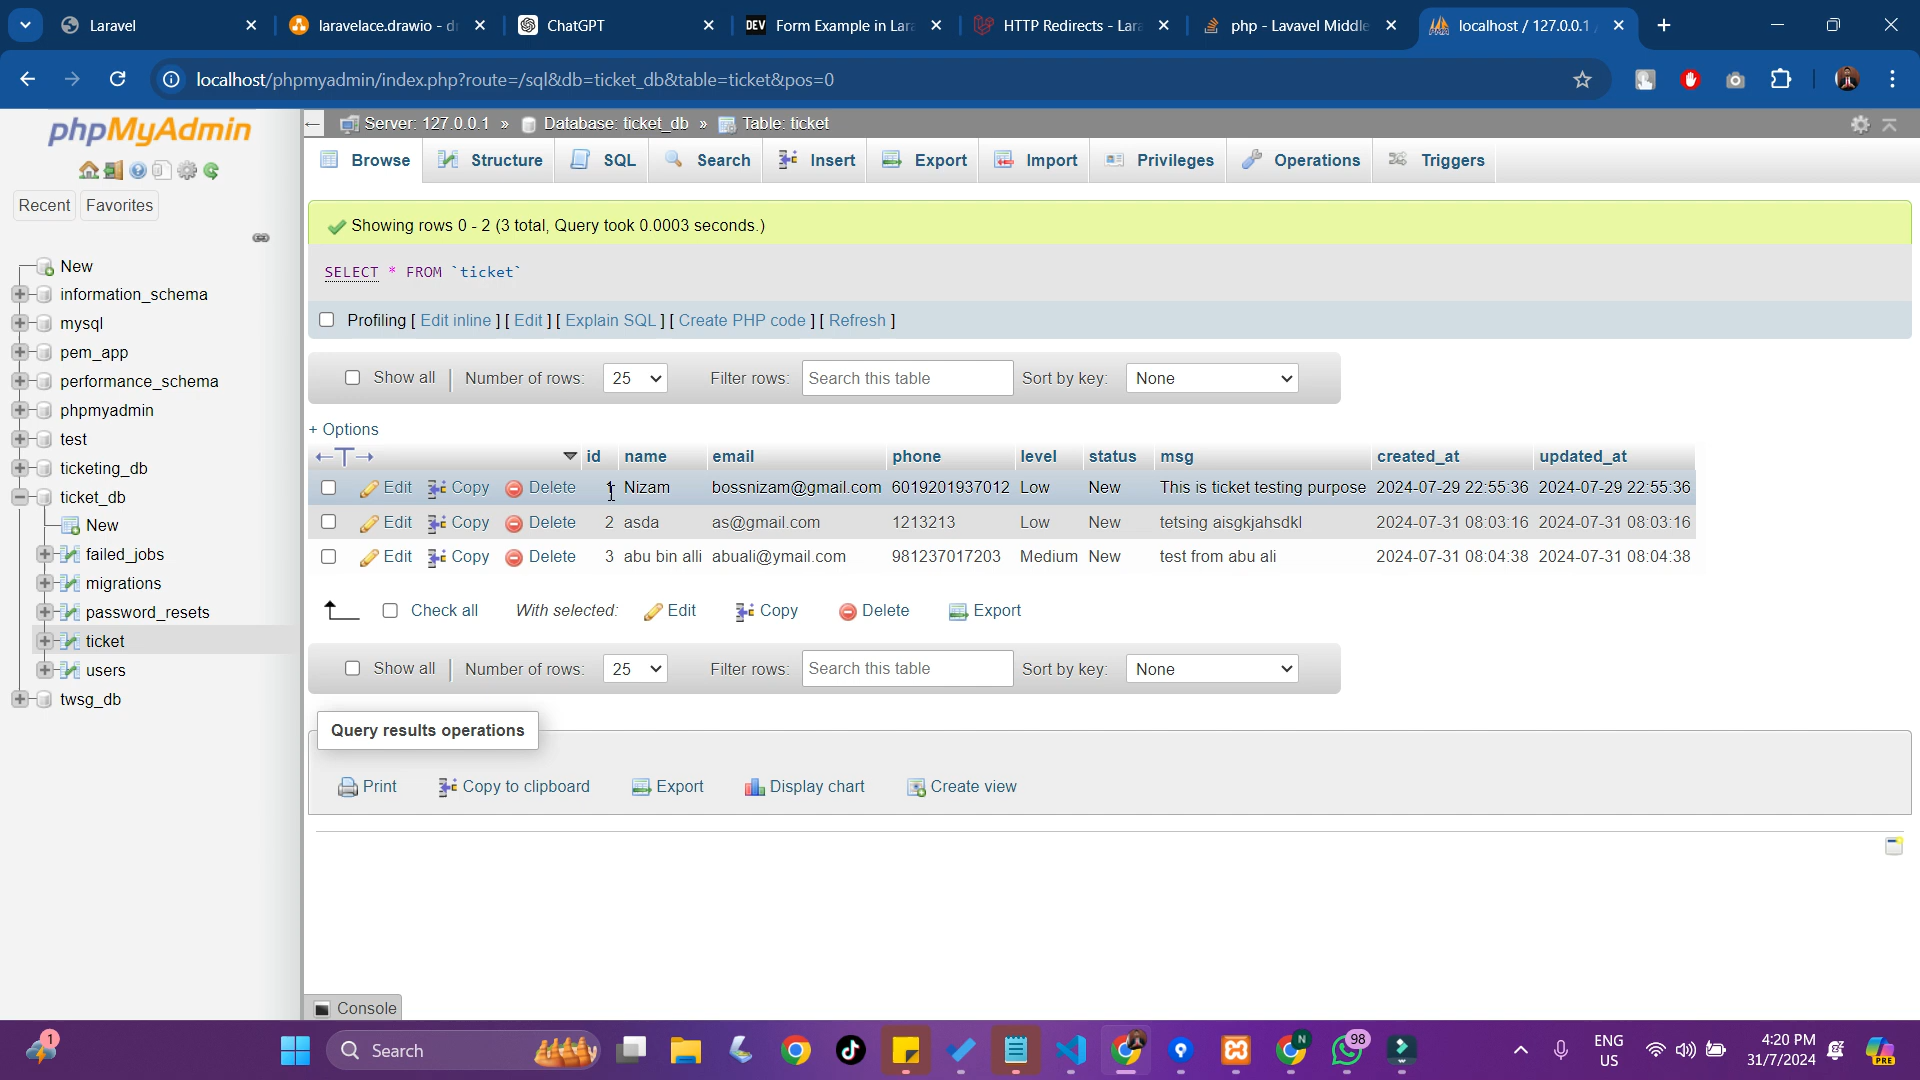 Laravel
laravelace.drawio - d
ChatGPT
DEV Form Example in Lar
HTTP Redirects - Lar
php - Lavavel Middle
localhost / 127.0.0.1
localhost/phpmyadmin/index.php?route=/sql&db=ticket_db&table=ticket&pos=0
phpMyAdmin
Recent Favorites
New
information_schema
mysql
pem_app
performance_schema
phpmyadmin
test
ticketing_db
ticket_db
New
failed_jobs
migrations
password_resets
ticket
users
twsg_db
Server: 127.0.0.1 » Database: ticket_db » Table: ticket
Browse Structure SQL Search Insert Export Import Privileges Operations Triggers
Showing rows 0 - 2 (3 total, Query took 0.0003 seconds.)
SELECT * FROM `ticket`
Profiling [ Edit inline ] [ Edit ] [ Explain SQL ] [ Create PHP code ] [ Refresh ]
Show all Number of rows: 25 Filter rows: Search this table Sort by key: None
+ Options
id name email phone level status msg created_at updated_at
Edit Copy Delete 1 Nizam bossnizam@gmail.com 6019201937012 Low New This is ticket testing purpose 2024-07-29 22:55:36 2024-07-29 22:55:36
Edit Copy Delete 2 asda as@gmail.com 1213213 Low New tetsing aisgkjahsdkl 2024-07-31 08:03:16 2024-07-31 08:03:16
Edit Copy Delete 3 abu bin alli abuali@ymail.com 981237017203 Medium New test from abu ali 2024-07-31 08:04:38 2024-07-31 08:04:38
Check all With selected: Edit Copy Delete Export
Show all Number of rows: 25 Filter rows: Search this table Sort by key: None
Query results operations
Print Copy to clipboard Export Display chart Create view
Console
1
Search
N
98
ENG
US
4:20 PM
31/7/2024
PRE